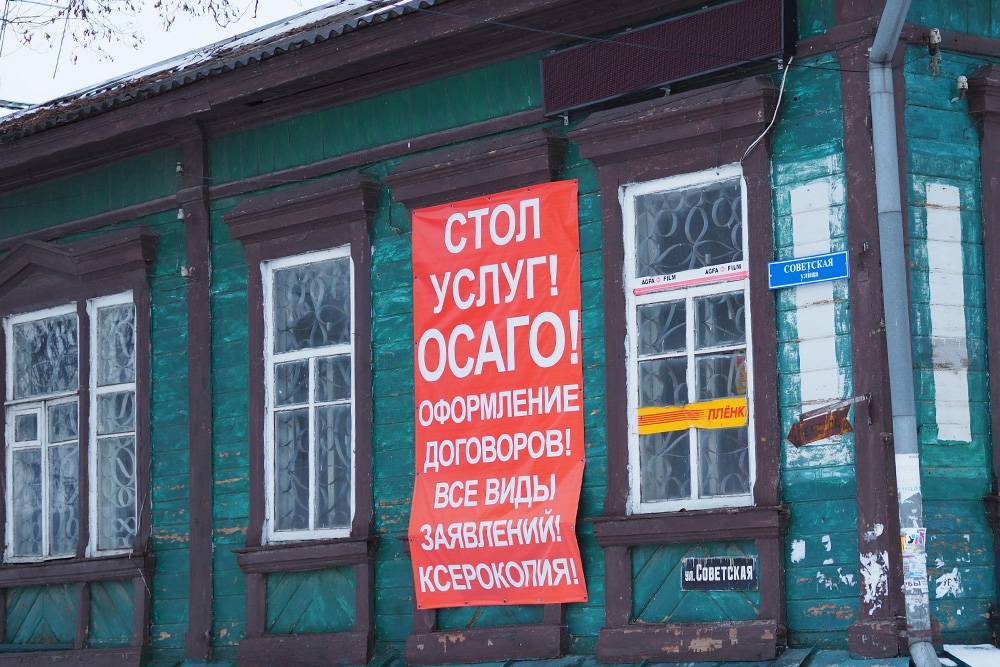 СТОЛ
УСЛУГ!
ОСАГО!
ОФОРМЛЕНИЕ
ДОГОВОРОВ!
ВСЕ ВИДЫ
ЗАЯВЛЕНИЙ!
КСЕРОКОПИЯ!
AGFA FILM AGFA FILM
СОВЕТСКАЯ
улица
ПЛЁНК
ул. СОВЕТСКАЯ